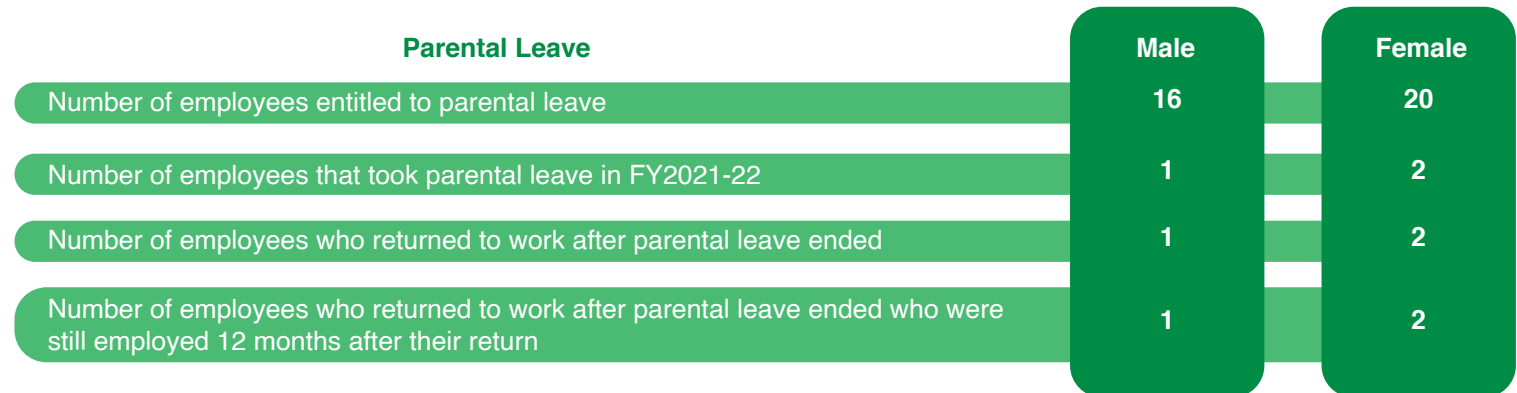 Parental Leave Male Female
Number of employees entitled to parental leave 16 20
Number of employees that took parental leave in FY2021-22 1 2
Number of employees who returned to work after parental leave ended 1 2
Number of employees who returned to work after parental leave ended who were
still employed 12 months after their return 1 2